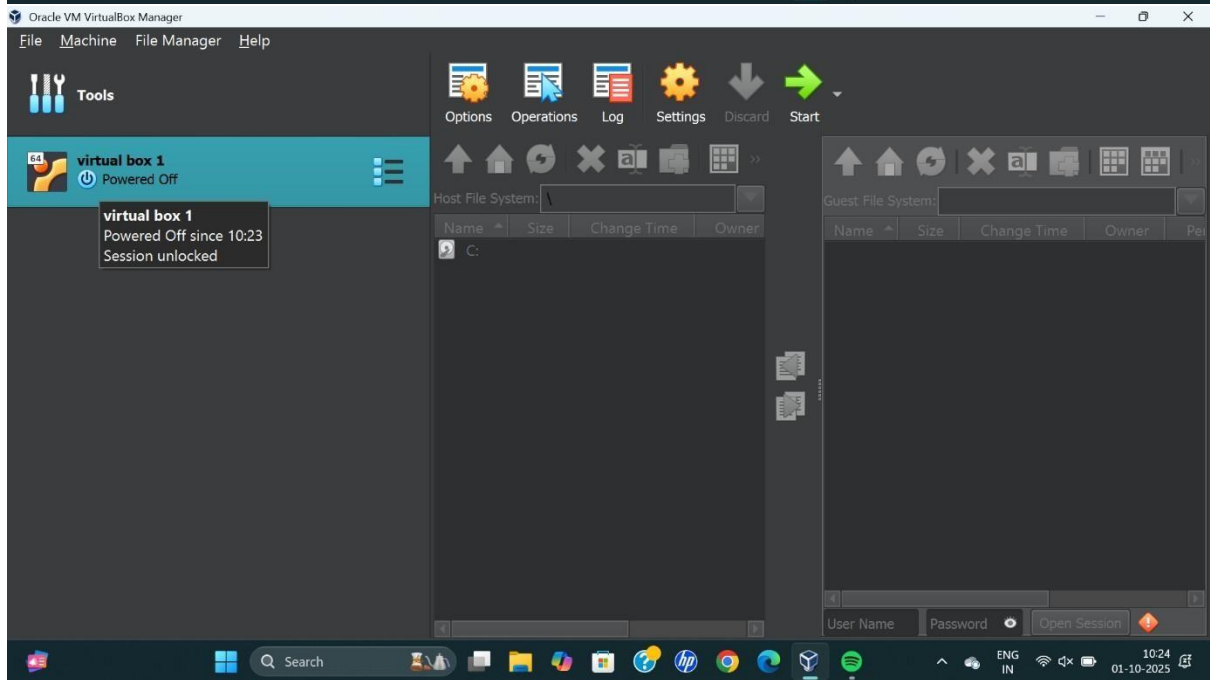 Oracle VM VirtualBox Manager
File Machine File Manager Help
Tools
Options Operations Log Settings Discard Start
64
virtual box 1
Powered Off
virtual box 1
Powered Off since 10:23
Session unlocked
Host File System: \
Name Size Change Time Owner
C:
Guest File System:
Name Size Change Time Owner Per
User Name Password Open Session
Search
ENG
IN
10:24
01-10-2025